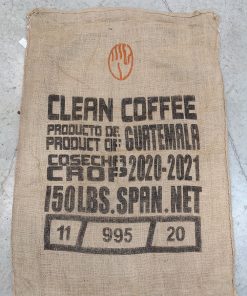 CLEAN COFFEE
PRODUCTO DE
PRODUCT OF GUATEMALA
COSECHA
CROP 2020-2021
150 LBS. SPAN. NET
11 / 995 / 20